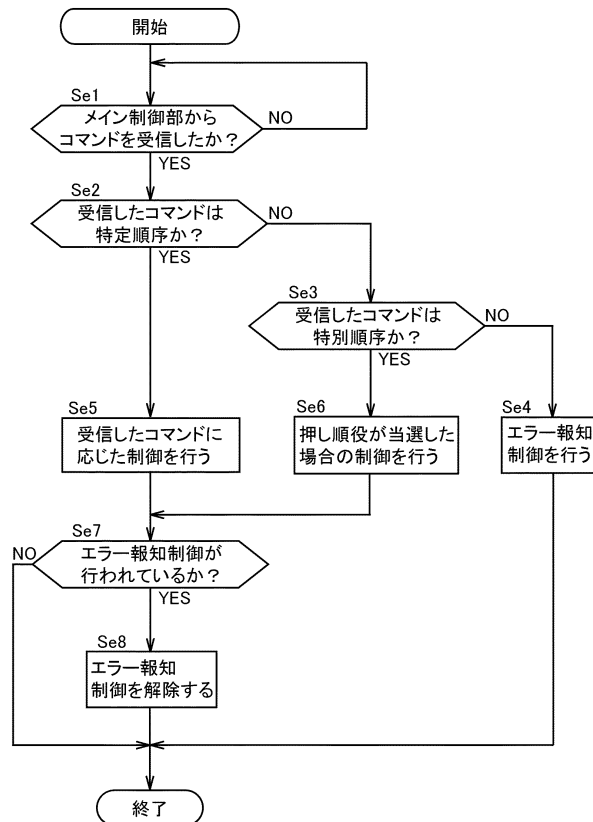 開始
Se1
メイン制御部から
コマンドを受信したか？
NO
YES
Se2
受信したコマンドは
特定順序か？
NO
YES
Se3
受信したコマンドは
特別順序か？
NO
YES
Se5
受信したコマンドに
応じた制御を行う
Se6
押し順役が当選した
場合の制御を行う
Se4
エラー報知
制御を行う
Se7
エラー報知制御が
行われているか？
NO
YES
Se8
エラー報知
制御を解除する
終了